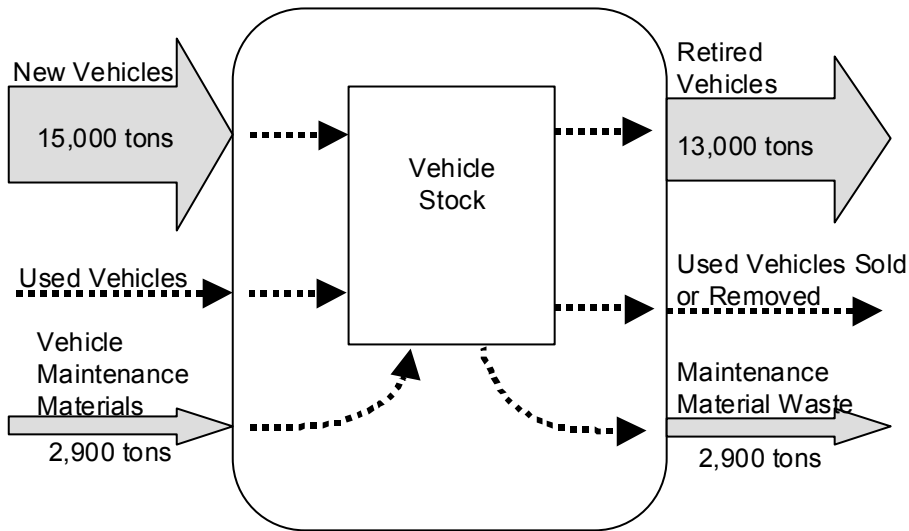 New Vehicles
15,000 tons
Used Vehicles
Vehicle
Maintenance
Materials
2,900 tons
Vehicle
Stock
Retired
Vehicles
13,000 tons
Used Vehicles Sold
or Removed
Maintenance
Material Waste
2,900 tons